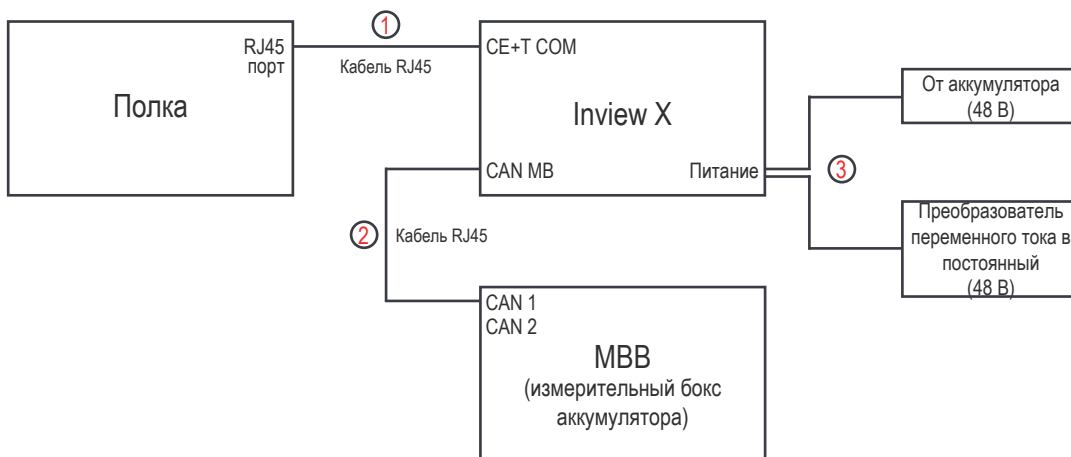 1
RJ45
порт
CE+T COM
Кабель RJ45
Полка
Inview X
От аккумулятора
(48 В)
CAN MB
Питание
3
2
Кабель RJ45
Преобразователь
переменного тока в
постоянный
(48 В)
CAN 1
CAN 2
MBB
(измерительный бокс
аккумулятора)